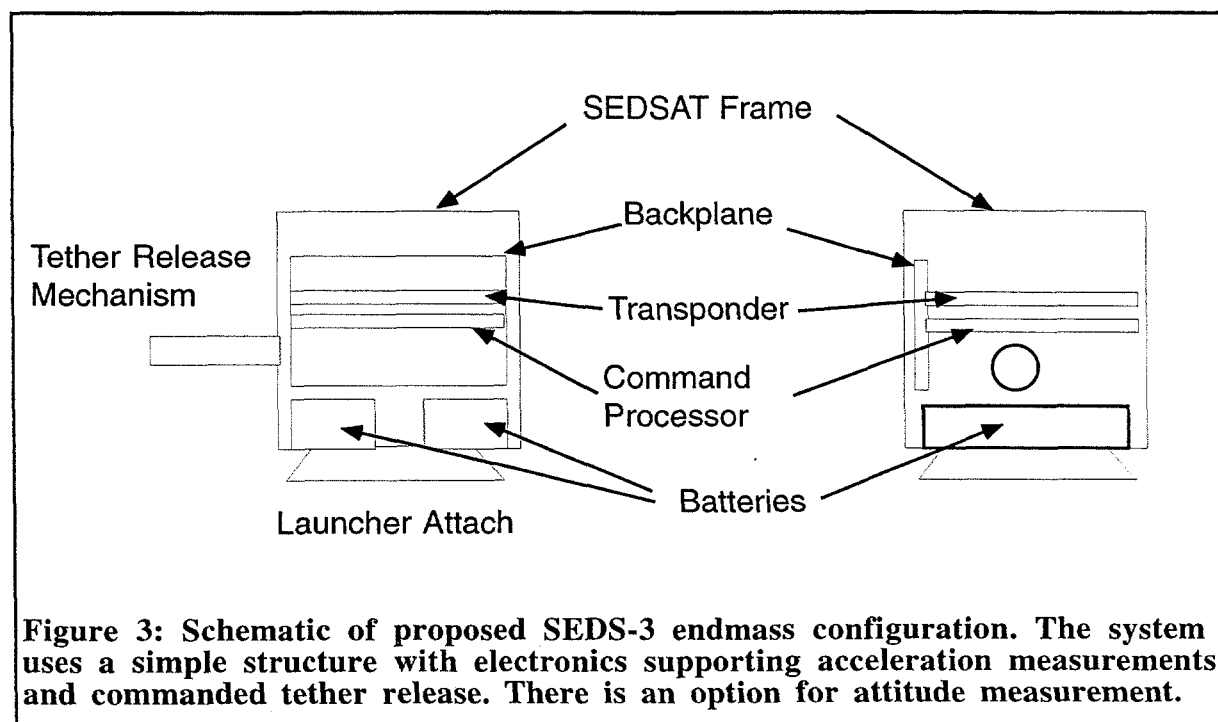 SEDSAT Frame
Backplane
Tether Release
Mechanism
Transponder
Command
Processor
Batteries
Launcher Attach
Figure 3: Schematic of proposed SEDS-3 endmass configuration. The system
uses a simple structure with electronics supporting acceleration measurements
and commanded tether release. There is an option for attitude measurement.